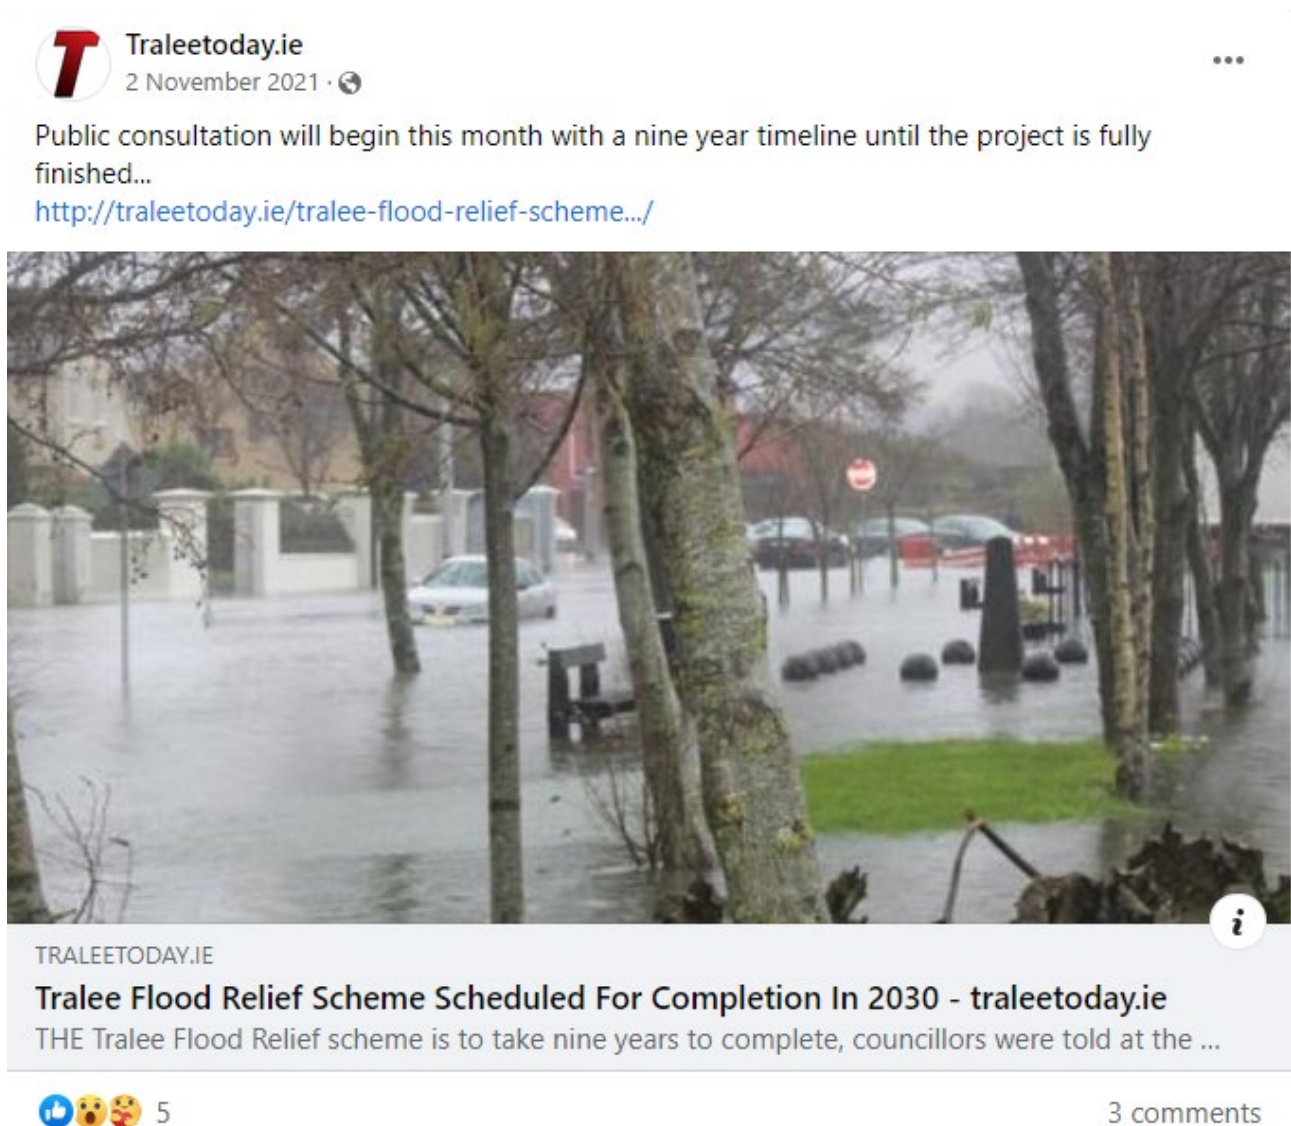 Traleetoday.ie
2 November 2021 ·
Public consultation will begin this month with a nine year timeline until the project is fully
finished...
http://traleetoday.ie/tralee-flood-relief-scheme.../
TRALEETODAY.IE
Tralee Flood Relief Scheme Scheduled For Completion In 2030 - traleetoday.ie
THE Tralee Flood Relief scheme is to take nine years to complete, councillors were told at the ...
5
3 comments